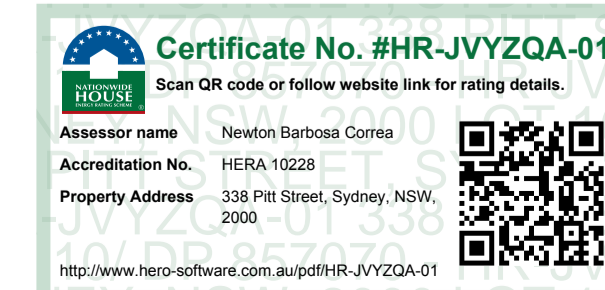 Certificate No. #HR-JVYZQA-01
Scan QR code or follow website link for rating details.
NATIONWIDE
HOUSE
ENERGY RATING SCHEME
®
Assessor name Newton Barbosa Correa
Accreditation No. HERA 10228
Property Address 338 Pitt Street, Sydney, NSW,
2000
http://www.hero-software.com.au/pdf/HR-JVYZQA-01